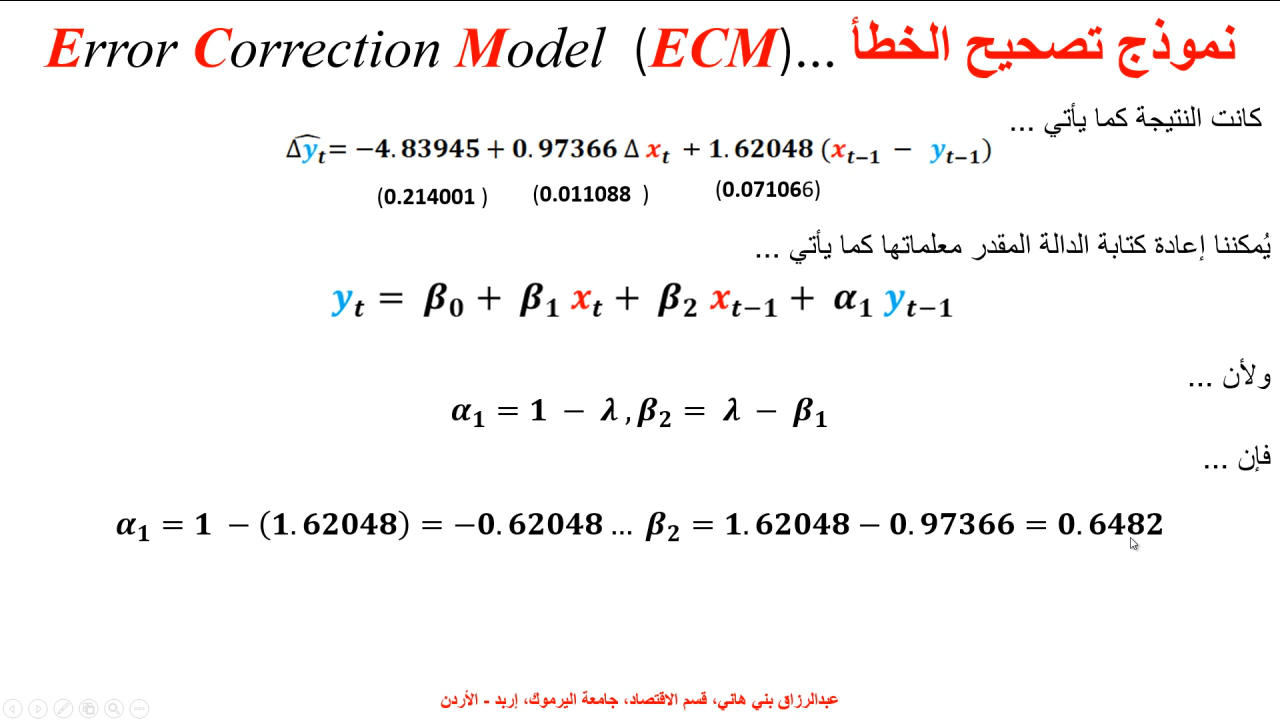 Error Correction Model (ECM)... نموذج تصحيح الخطأ
كانت النتيجة كما يأتي ...
Δŷₜ= −4.83945 + 0.97366 Δ xₜ + 1.62048 (xₜ₋₁ − yₜ₋₁)
(0.214001 ) (0.011088 ) (0.071066)
يُمكننا إعادة كتابة الدالة المقدر معلماتها كما يأتي ...
yₜ = β₀ + β₁ xₜ + β₂ xₜ₋₁ + α₁ yₜ₋₁
ولأن ...
α₁ = 1 − λ , β₂ = λ − β₁
فإن ...
α₁ = 1 − (1.62048) = −0.62048 ... β₂ = 1.62048 − 0.97366 = 0.6482
عبدالرزاق بني هاني، قسم الاقتصاد، جامعة اليرموك، إربد - الأردن